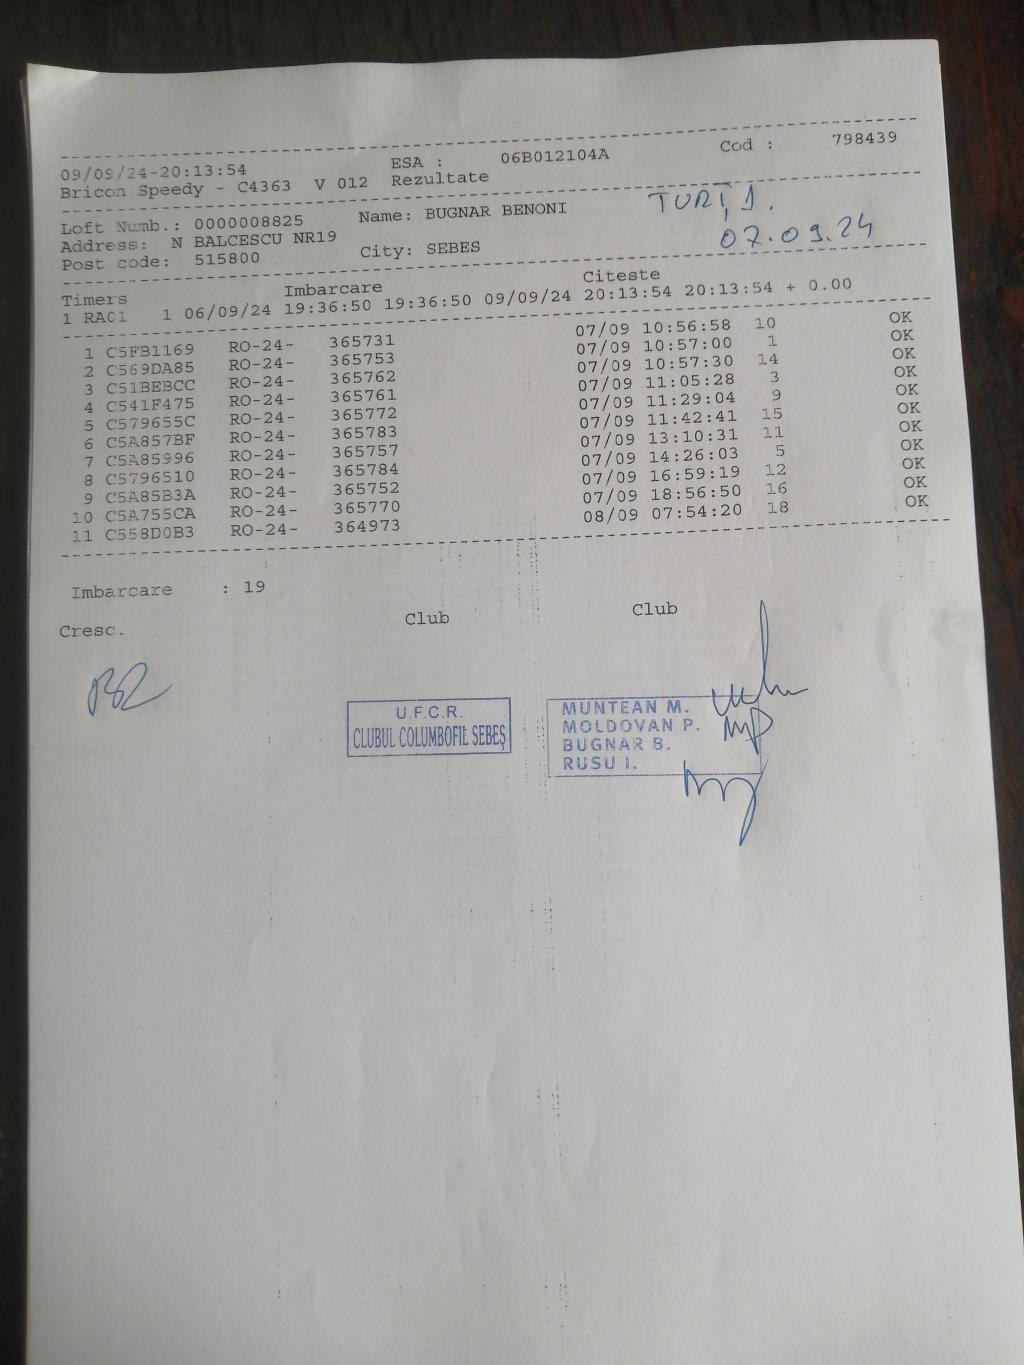 09/09/24-20:13:54 ESA : 06B012104A Cod : 798439
Bricon Speedy - C4363 V 012 Rezultate
Loft Numb.: 0000008825 Name: BUGNAR BENONI TURȚ 1.
Address: N BALCESCU NR19 07.09.24
Post code: 515800 City: SEBES
Timers Imbarcare Citeste
1 RA01 1 06/09/24 19:36:50 19:36:50 09/09/24 20:13:54 20:13:54 + 0.00
1 C5FB1169 RO-24- 365731 07/09 10:56:58 10 OK
2 C569DA85 RO-24- 365753 07/09 10:57:00 1 OK
3 C51BEBCC RO-24- 365762 07/09 10:57:30 14 OK
4 C541F475 RO-24- 365761 07/09 11:05:28 3 OK
5 C579655C RO-24- 365772 07/09 11:29:04 9 OK
6 C5A857BF RO-24- 365783 07/09 11:42:41 15 OK
7 C5A85996 RO-24- 365757 07/09 13:10:31 11 OK
8 C5796510 RO-24- 365784 07/09 14:26:03 5 OK
9 C5A85B3A RO-24- 365752 07/09 16:59:19 12 OK
10 C5A755CA RO-24- 365770 07/09 18:56:50 16 OK
11 C558D0B3 RO-24- 364973 08/09 07:54:20 18 OK
Imbarcare : 19
Cresc. Club Club
U.F.C.R.
CLUBUL COLUMBOFIL SEBEȘ
MUNTEAN M.
MOLDOVAN P.
BUGNAR B.
RUSU I.